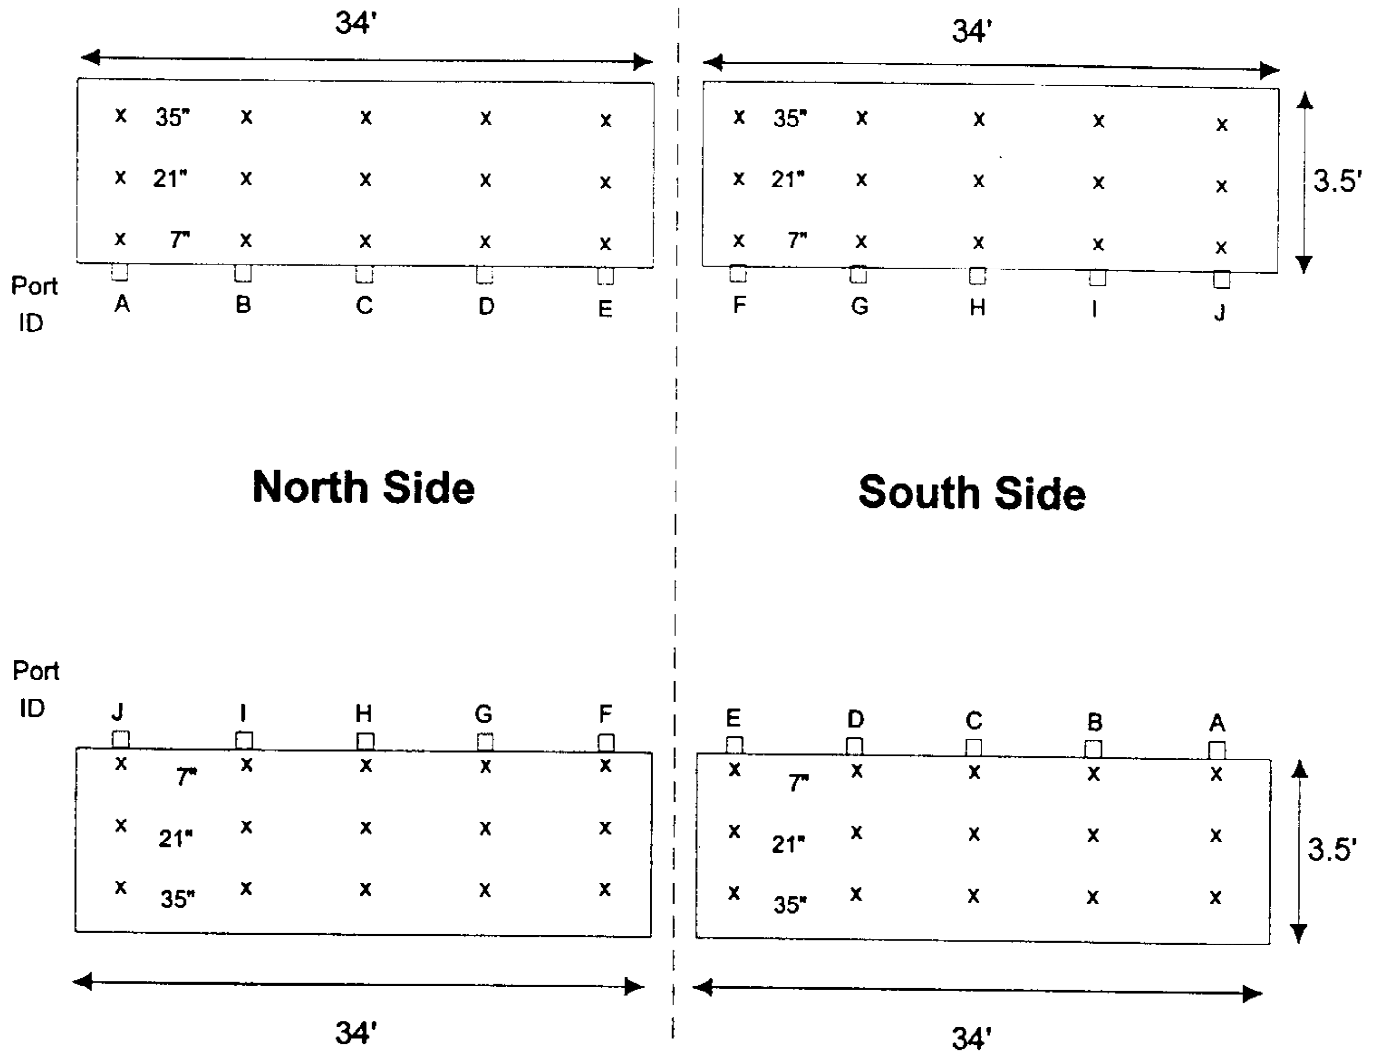 34' 34'
x 35" x x x x x 35" x x x x
x 21" x x x x x 21" x x x x 3.5'
x 7" x x x x x 7" x x x x
Port
ID
A B C D E F G H I J
North Side South Side
Port
ID
J I H G F E D C B A
x 7" x x x x x 7" x x x x
x 21" x x x x x 21" x x x x 3.5'
x 35" x x x x x 35" x x x x
34' 34'